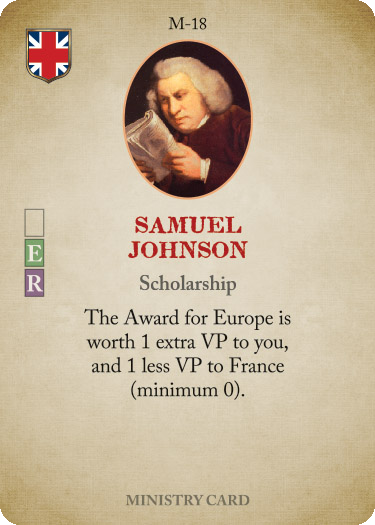 M-18
E
R
SAMUEL
JOHNSON
Scholarship
The Award for Europe is
worth 1 extra VP to you,
and 1 less VP to France
(minimum 0).
MINISTRY CARD